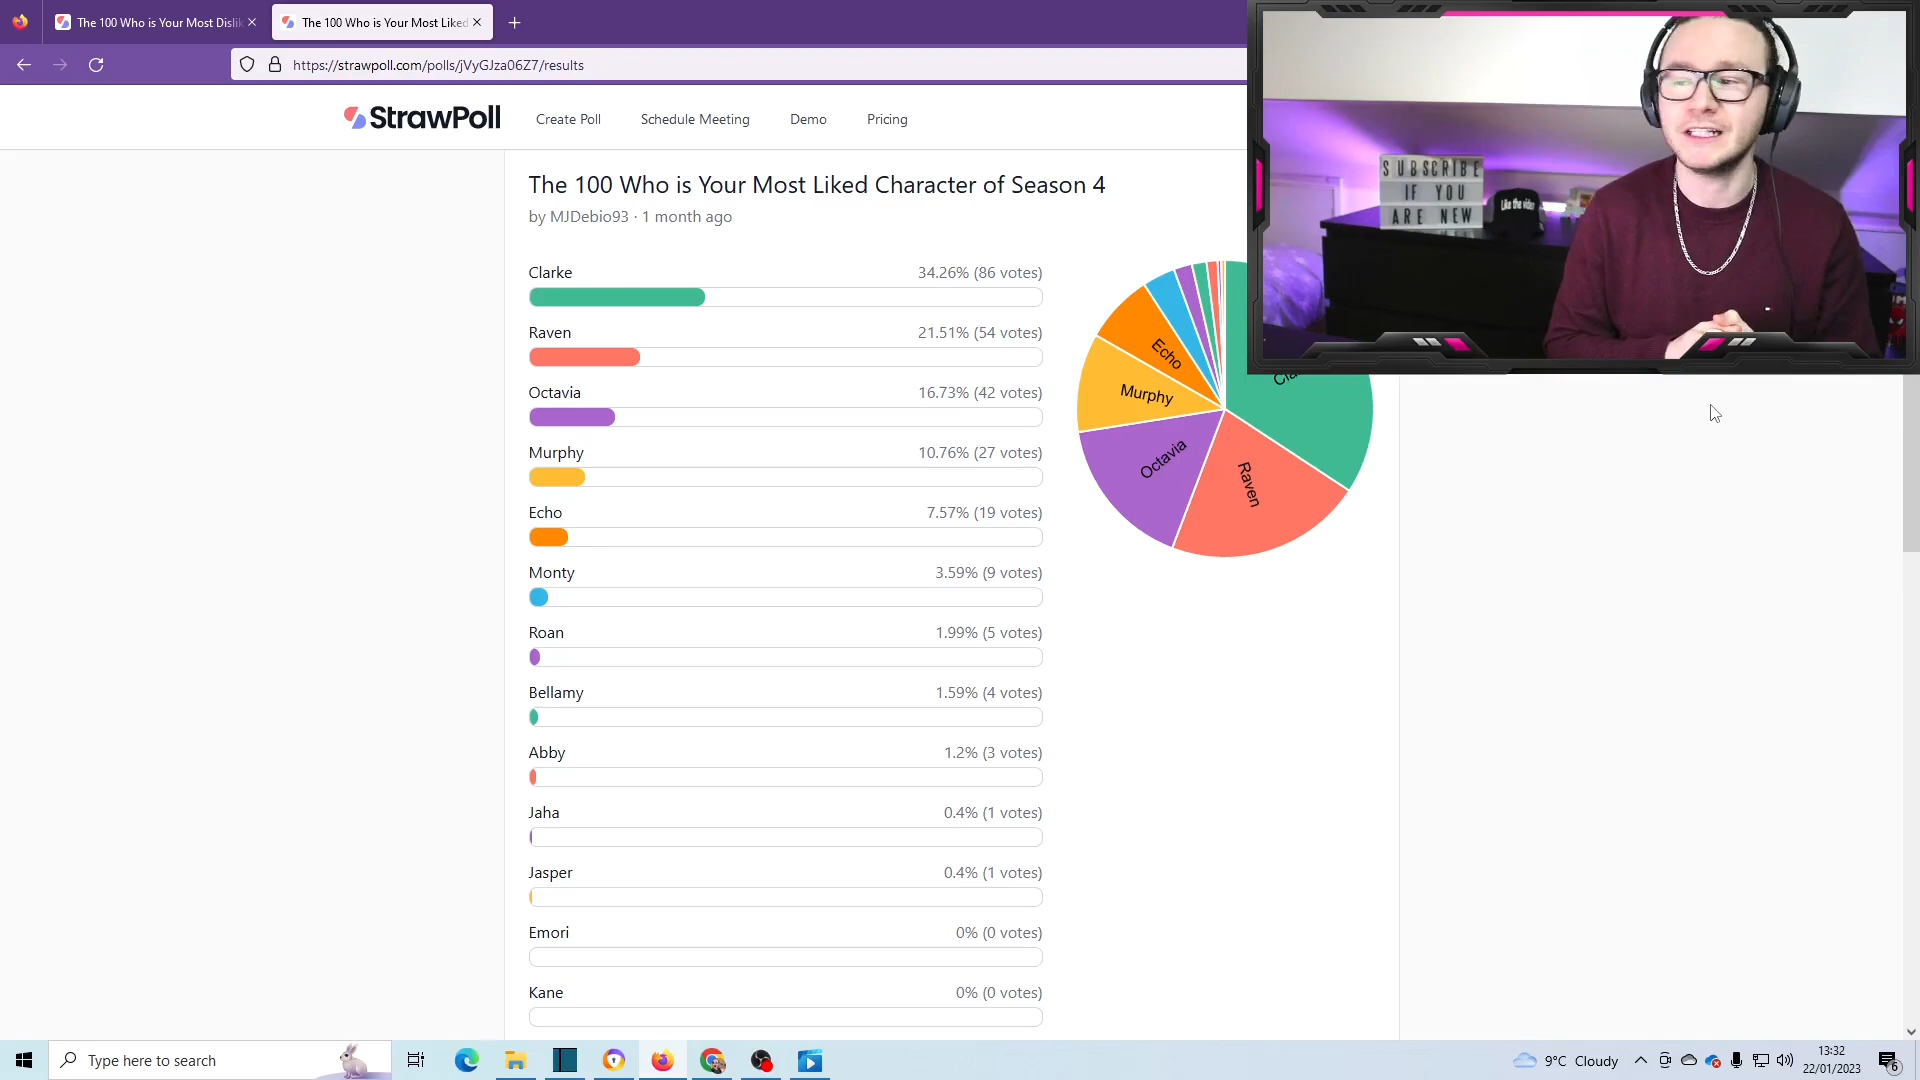 The 100 Who is Your Most Disli
The 100 Who is Your Most Liked
https://strawpoll.com/polls/jVyGJza06Z7/results
StrawPoll
Create Poll
Schedule Meeting
Demo
Pricing
SUBSCRIBE
IF YOU
ARE NEW
Like the video
The 100 Who is Your Most Liked Character of Season 4
by MJDebio93 · 1 month ago
Clarke 34.26% (86 votes)
Raven 21.51% (54 votes)
Octavia 16.73% (42 votes)
Murphy 10.76% (27 votes)
Echo 7.57% (19 votes)
Monty 3.59% (9 votes)
Roan 1.99% (5 votes)
Bellamy 1.59% (4 votes)
Abby 1.2% (3 votes)
Jaha 0.4% (1 votes)
Jasper 0.4% (1 votes)
Emori 0% (0 votes)
Kane 0% (0 votes)
Echo
Murphy
Octavia
Raven
Type here to search
9°C Cloudy
13:32
22/01/2023
6